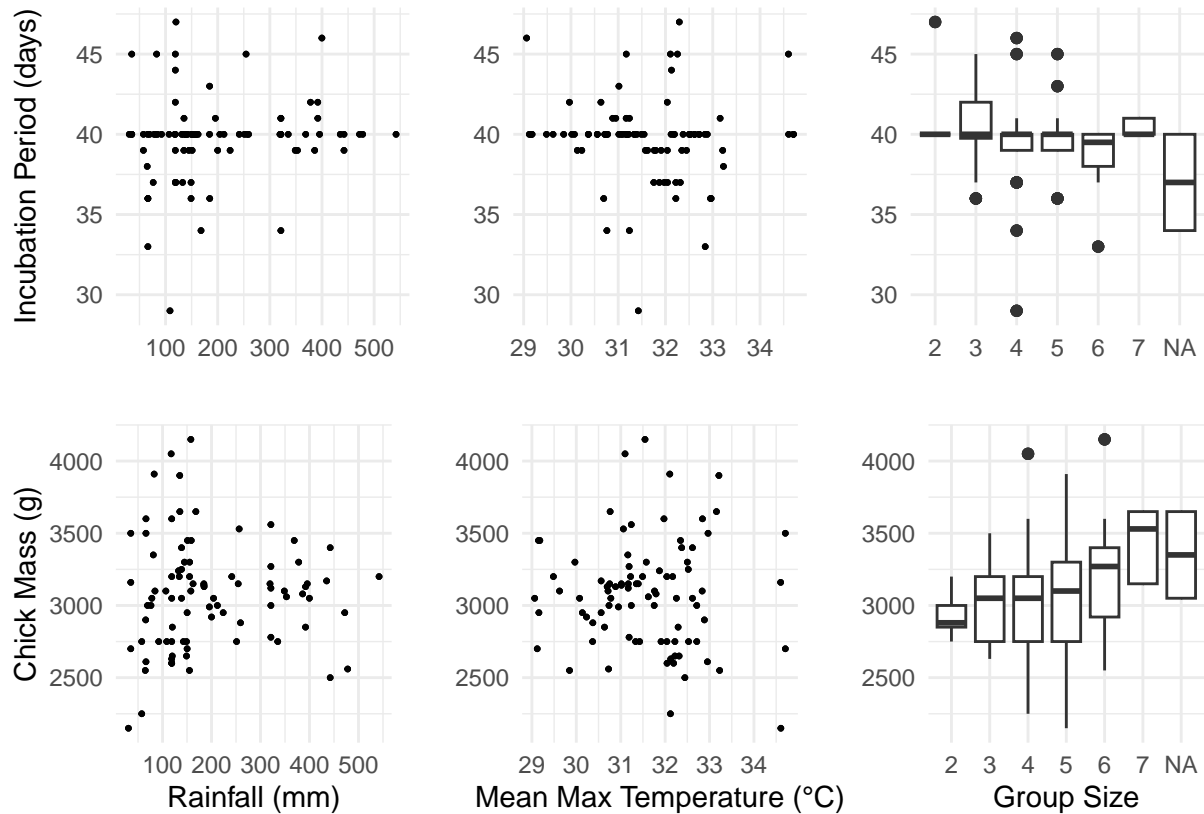 Incubation Period (days)
45
40
35
30
100 200 300 400 500
29 30 31 32 33 34
2 3 4 5 6 7 NA
45
40
35
30
45
40
35
30
Chick Mass (g)
4000
3500
3000
2500
4000
3500
3000
2500
4000
3500
3000
2500
100 200 300 400 500
29 30 31 32 33 34
2 3 4 5 6 7 NA
Rainfall (mm)
Mean Max Temperature (°C)
Group Size